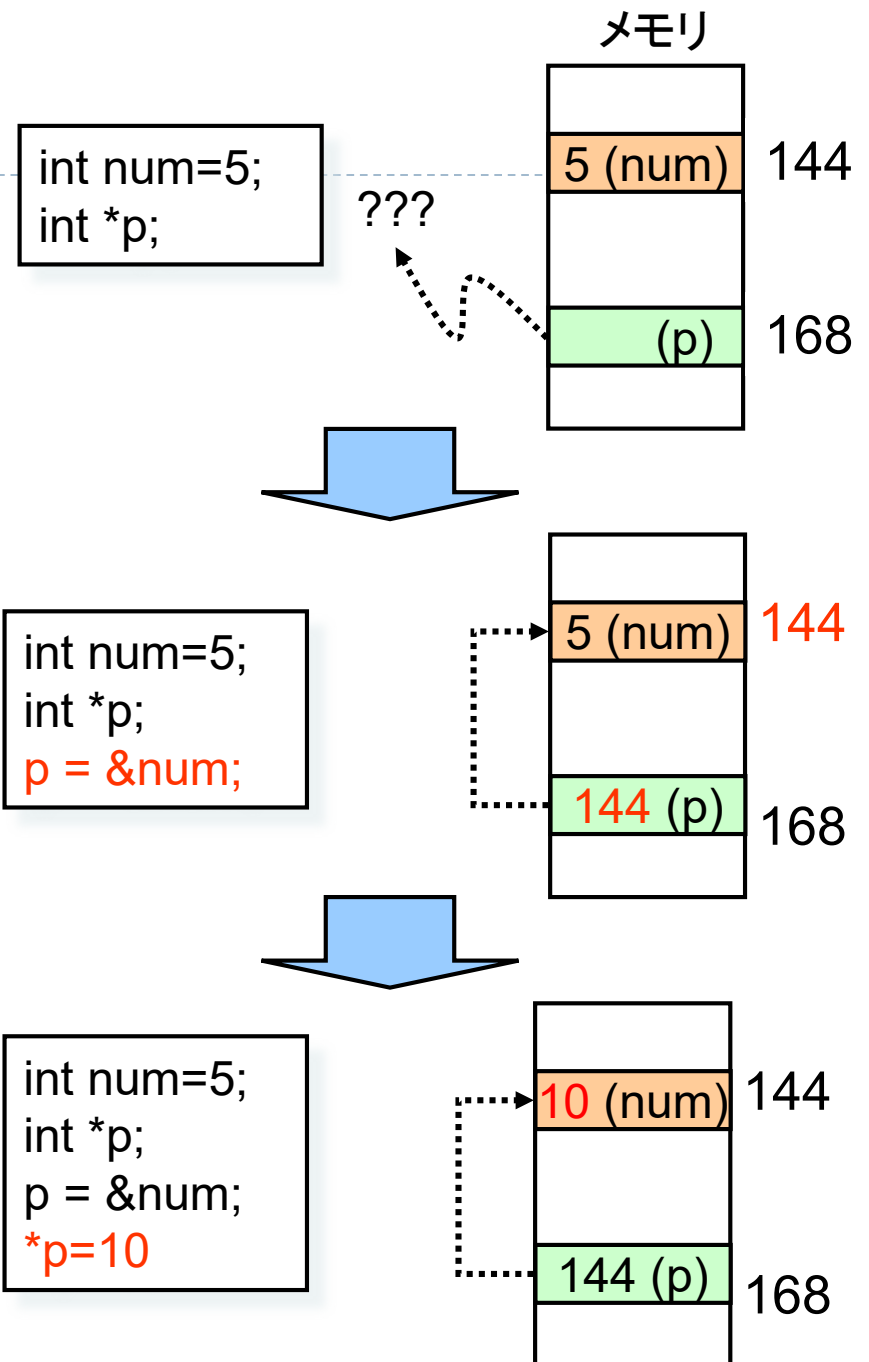 メモリ
int num=5;
int *p;
???
5 (num) 144
(p) 168
int num=5;
int *p;
p = &num;
5 (num) 144
144 (p) 168
int num=5;
int *p;
p = &num;
*p=10
10 (num) 144
144 (p) 168